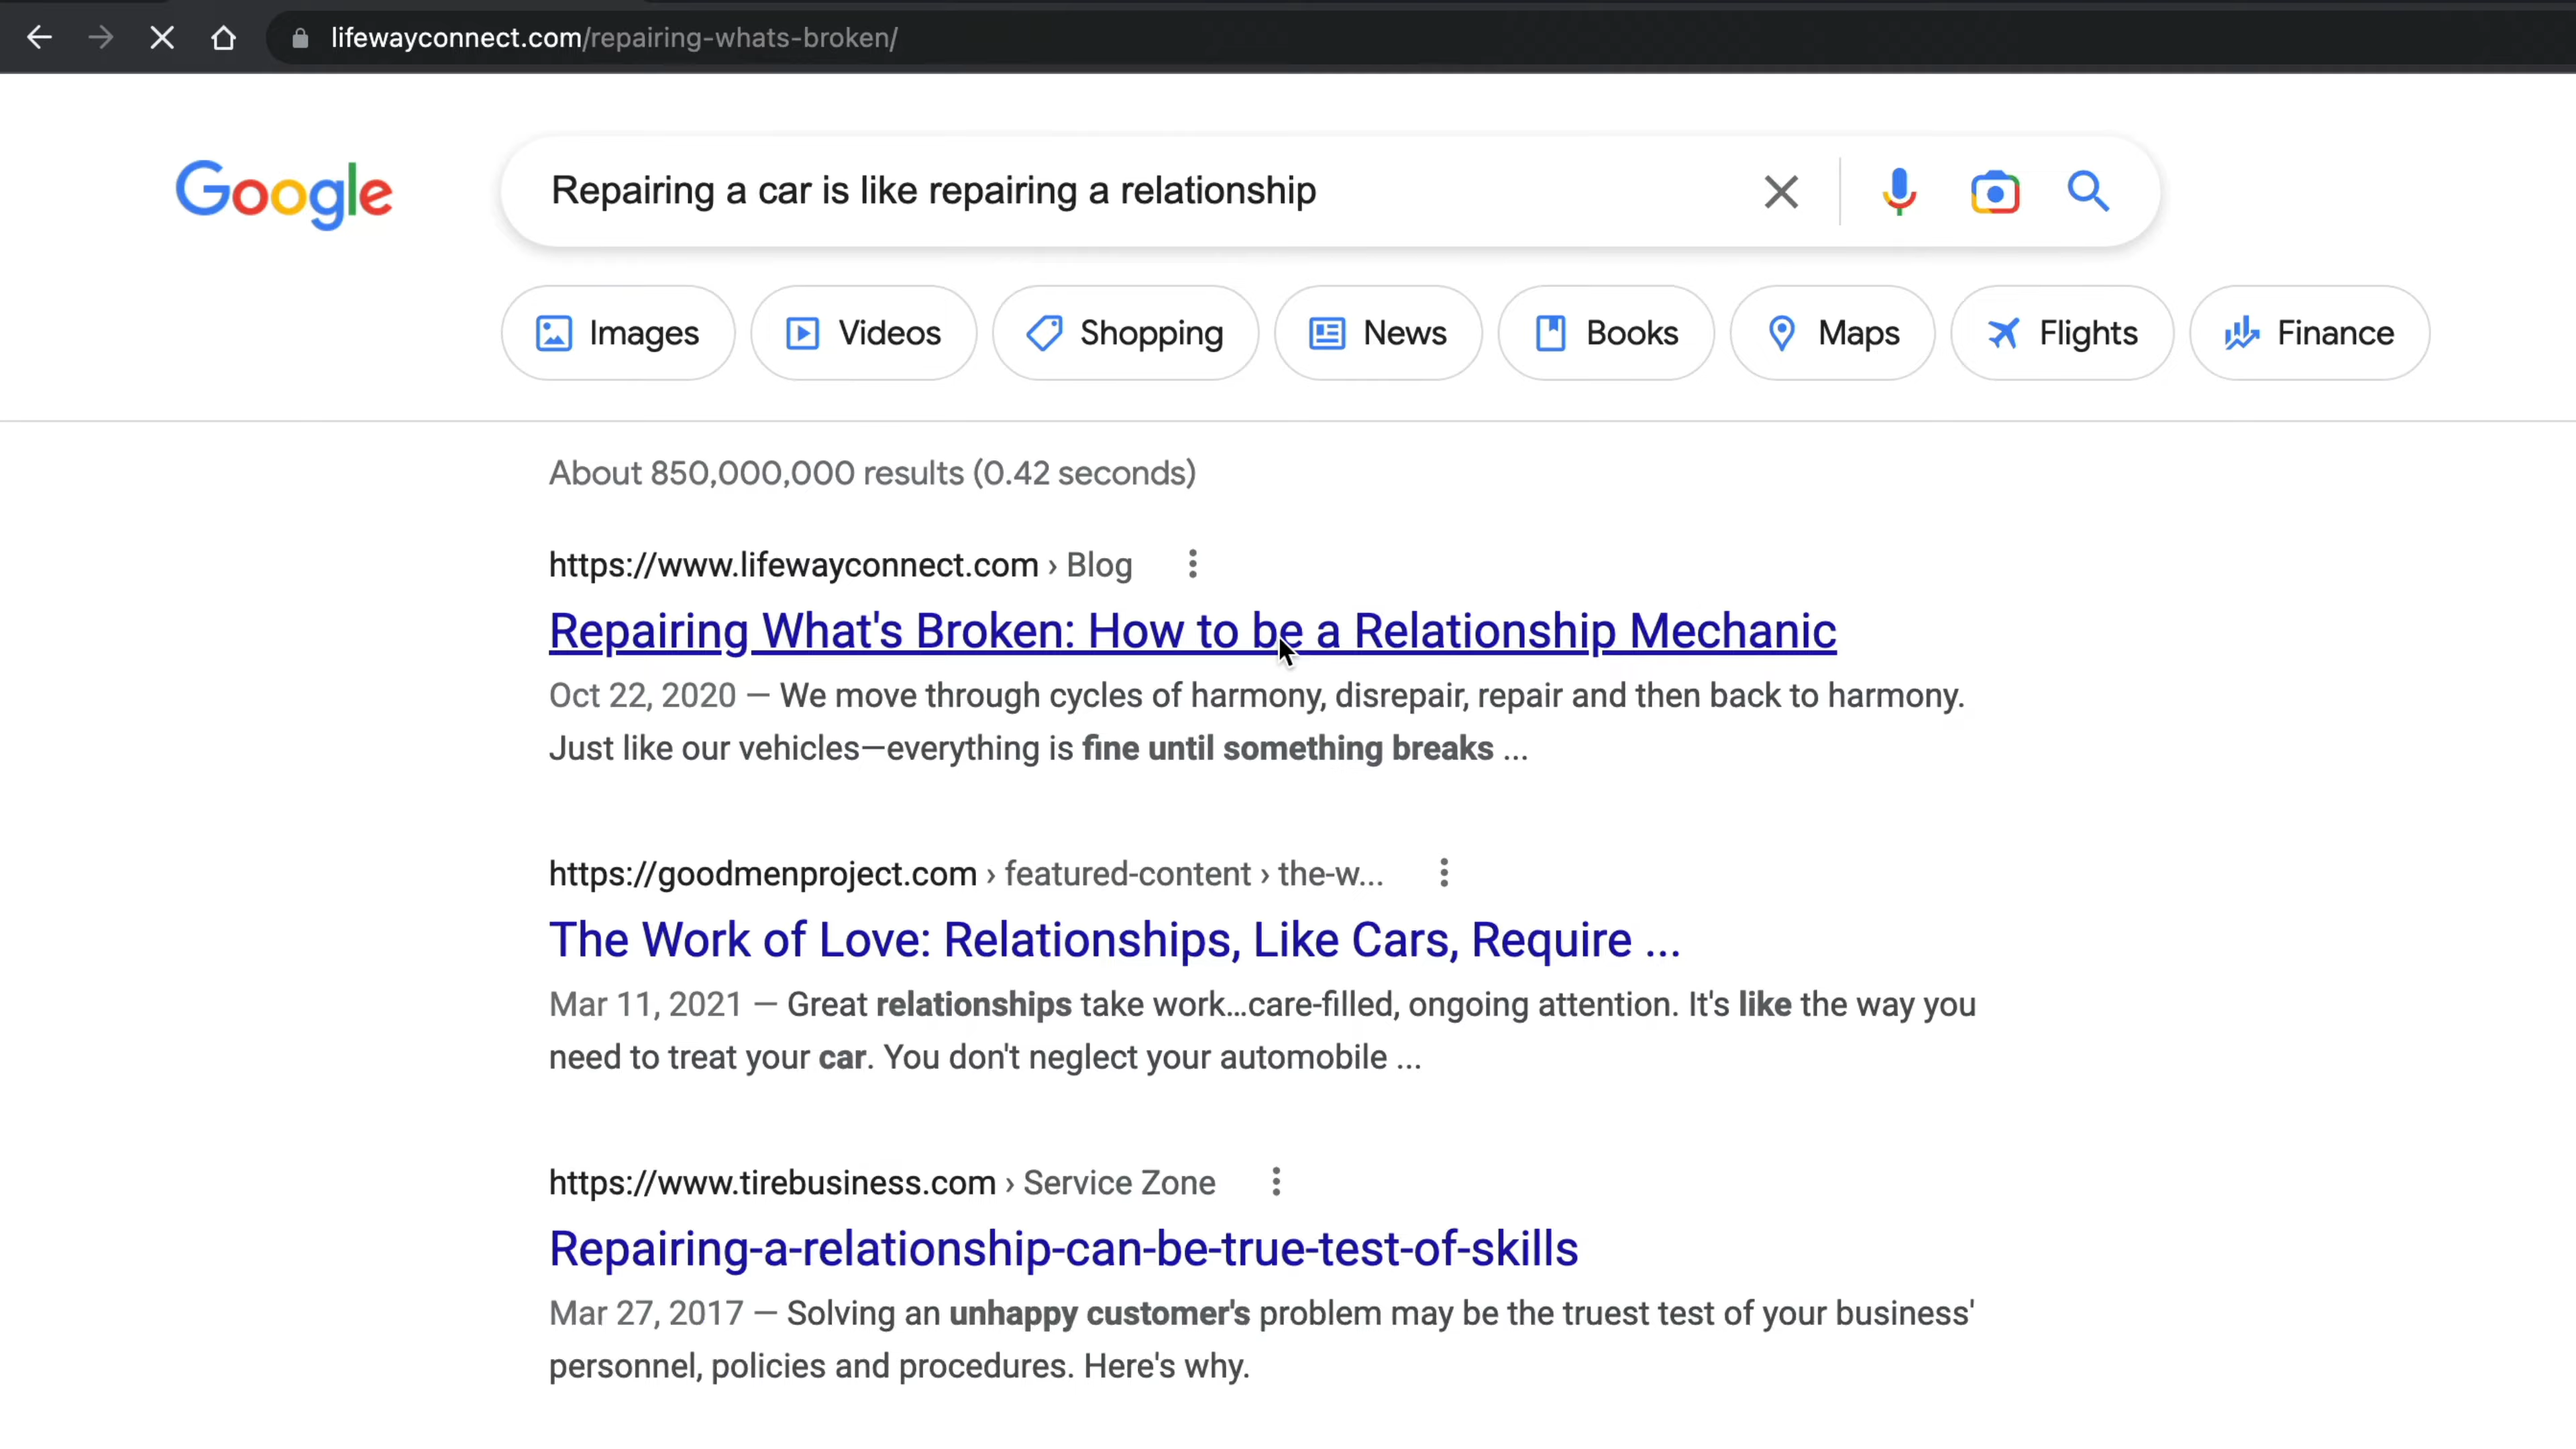 lifewayconnect.com/repairing-whats-broken/
Google
Repairing a car is like repairing a relationship
Images Videos Shopping News Books Maps Flights Finance
About 850,000,000 results (0.42 seconds)
https://www.lifewayconnect.com › Blog
Repairing What's Broken: How to be a Relationship Mechanic
Oct 22, 2020 — We move through cycles of harmony, disrepair, repair and then back to harmony.
Just like our vehicles—everything is fine until something breaks ...
https://goodmenproject.com › featured-content › the-w...
The Work of Love: Relationships, Like Cars, Require ...
Mar 11, 2021 — Great relationships take work...care-filled, ongoing attention. It's like the way you
need to treat your car. You don't neglect your automobile ...
https://www.tirebusiness.com › Service Zone
Repairing-a-relationship-can-be-true-test-of-skills
Mar 27, 2017 — Solving an unhappy customer's problem may be the truest test of your business'
personnel, policies and procedures. Here's why.